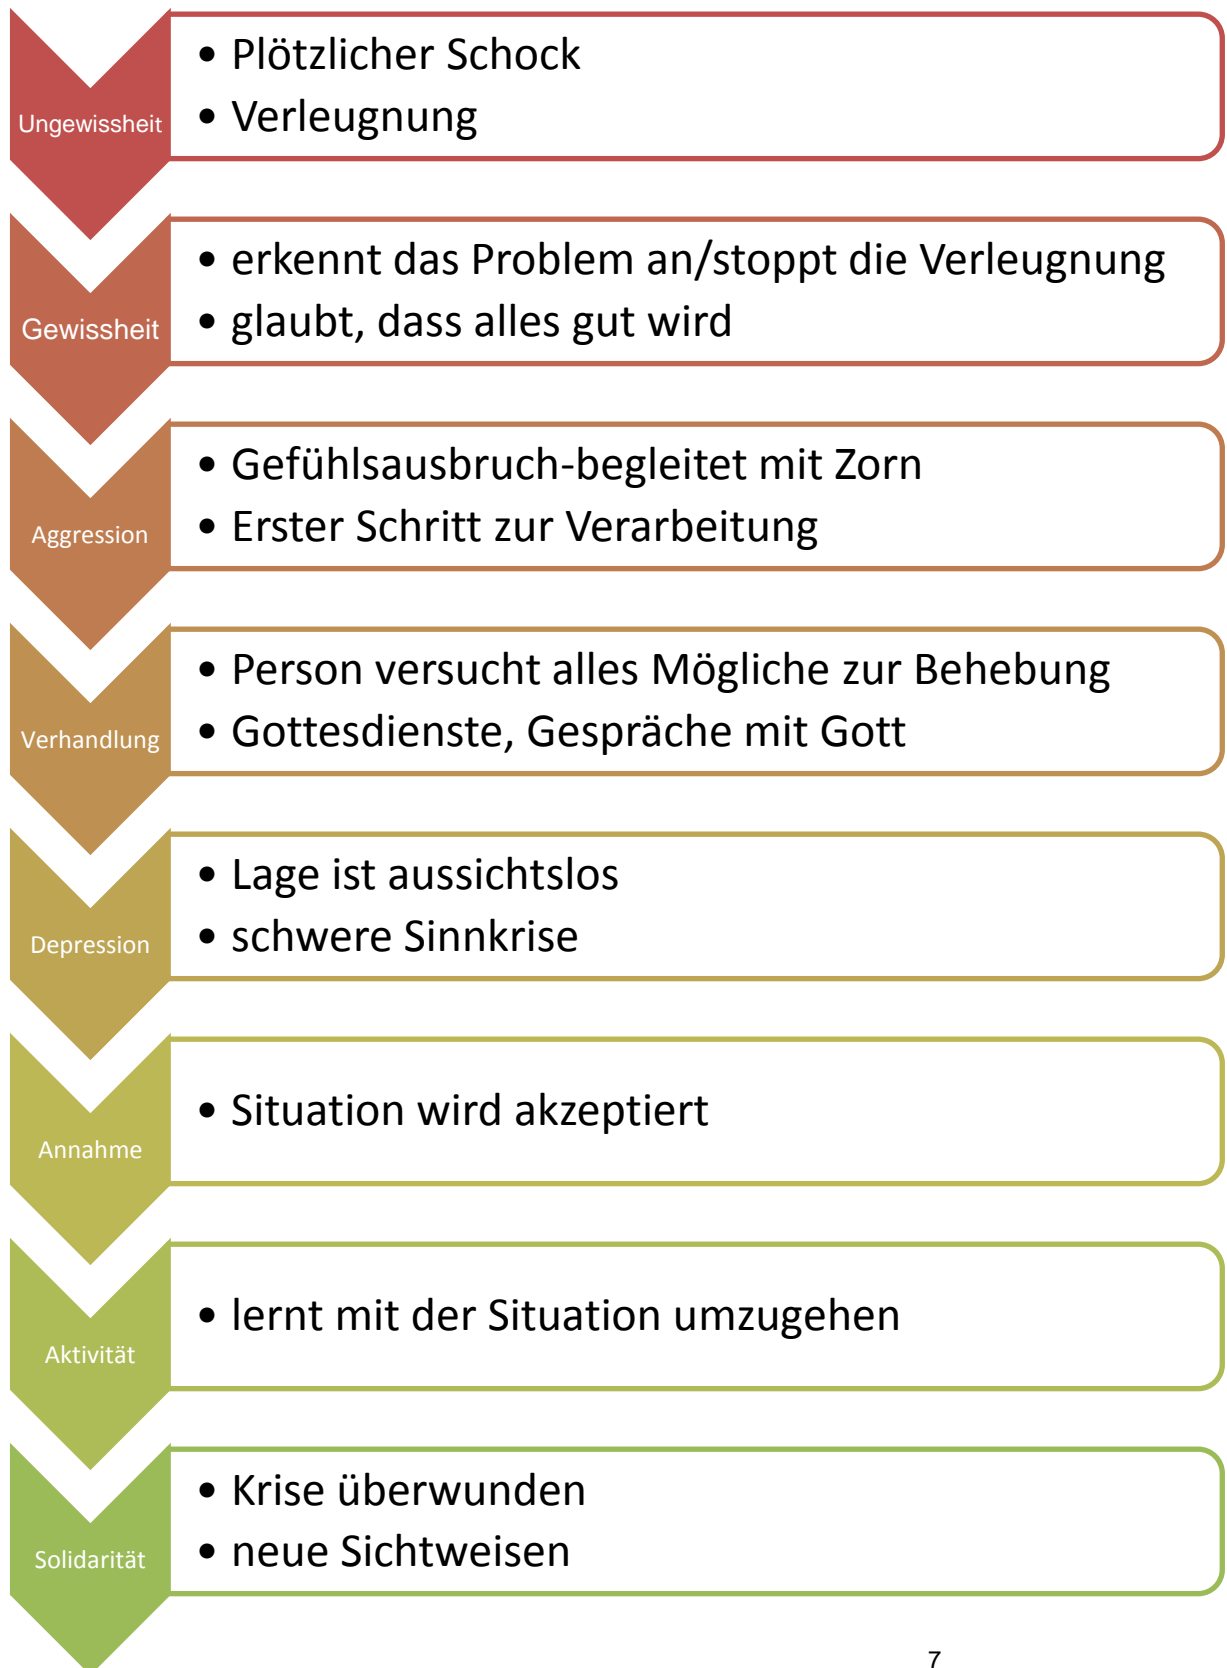 Ungewissheit
• Plötzlicher Schock
• Verleugnung
Gewissheit
• erkennt das Problem an/stoppt die Verleugnung
• glaubt, dass alles gut wird
Aggression
• Gefühlsausbruch-begleitet mit Zorn
• Erster Schritt zur Verarbeitung
Verhandlung
• Person versucht alles Mögliche zur Behebung
• Gottesdienste, Gespräche mit Gott
Depression
• Lage ist aussichtslos
• schwere Sinnkrise
Annahme
• Situation wird akzeptiert
Aktivität
• lernt mit der Situation umzugehen
Solidarität
• Krise überwunden
• neue Sichtweisen
7